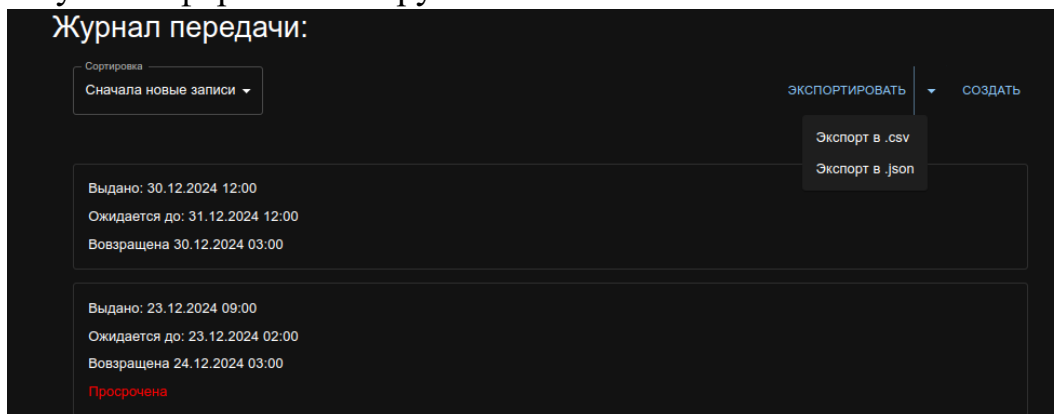 Журнал передачи:
Сортировка
Сначала новые записи
ЭКСПОРТИРОВАТЬ
СОЗДАТЬ
Экспорт в .csv
Экспорт в .json
Выдано: 30.12.2024 12:00
Ожидается до: 31.12.2024 12:00
Вовзращена 30.12.2024 03:00
Выдано: 23.12.2024 09:00
Ожидается до: 23.12.2024 02:00
Вовзращена 24.12.2024 03:00
Просрочена